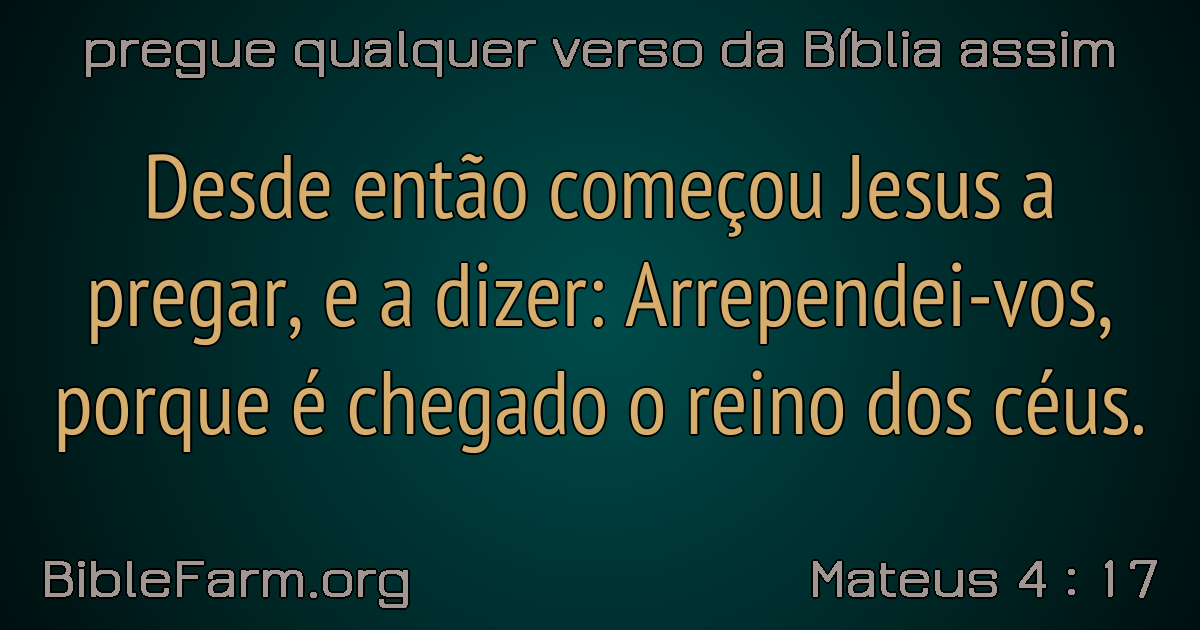 pregue qualquer verso da Bíblia assim
Desde então começou Jesus a
pregar, e a dizer: Arrependei-vos,
porque é chegado o reino dos céus.
BibleFarm.org
Mateus 4 : 17